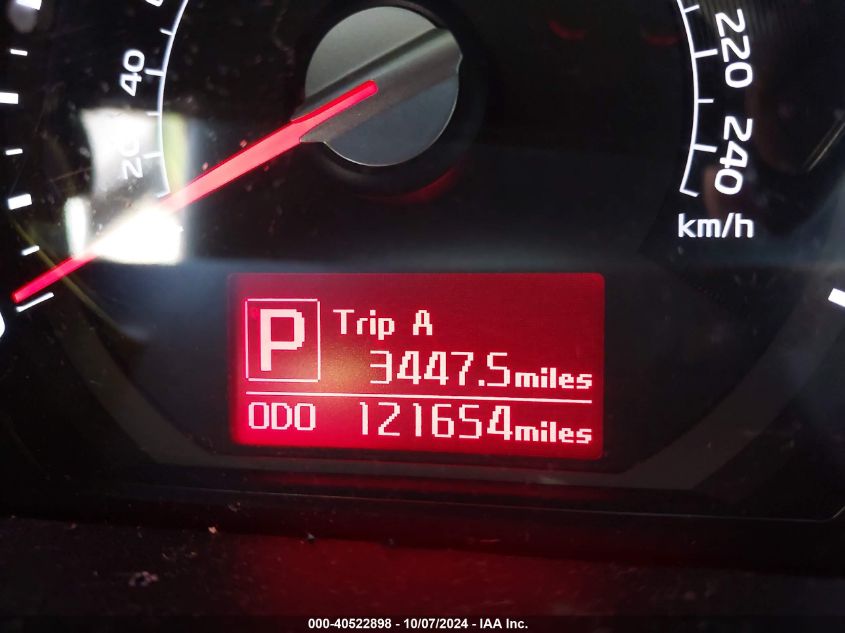 40
20
220
240
km/h
P
Trip A
3447.5miles
ODO 121654miles
000-40522898 - 10/07/2024 - IAA Inc.